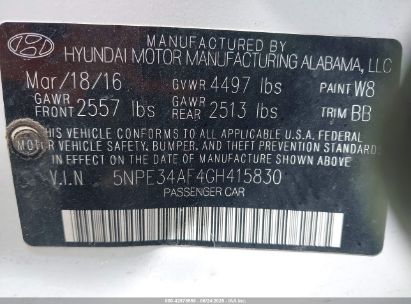 MANUFACTURED BY
HYUNDAI MOTOR MANUFACTURING ALABAMA, LLC
Mar/18/16 GVWR 4497 lbs PAINT W8
GAWR FRONT 2557 lbs GAWR REAR 2513 lbs TRIM BB
THIS VEHICLE CONFORMS TO ALL APPLICABLE U.S.A. FEDERAL
MOTOR VEHICLE SAFETY BUMPER, AND THEFT PREVENTION STANDARDS
IN EFFECT ON THE DATE OF MANUFACTURE SHOWN ABOVE.
V.I.N 5NPE34AF4GH415830
PASSENGER CAR